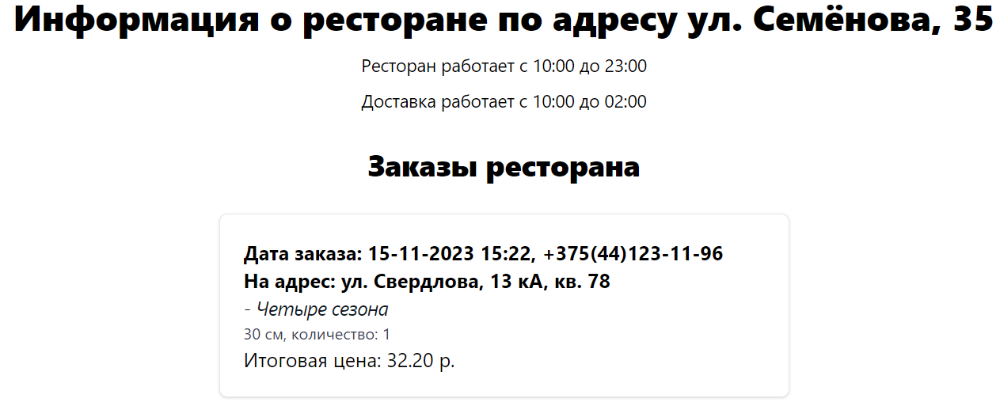 Информация о ресторане по адресу ул. Семёнова, 35
Ресторан работает с 10:00 до 23:00
Доставка работает с 10:00 до 02:00
Заказы ресторана
Дата заказа: 15-11-2023 15:22, +375(44)123-11-96
На адрес: ул. Свердлова, 13 кА, кв. 78
- Четыре сезона
30 см, количество: 1
Итоговая цена: 32.20 р.